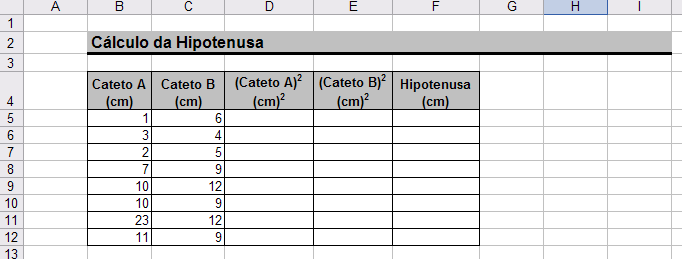 A B C D E F G H I
1
2 Cálculo da Hipotenusa
3
Cateto A Cateto B (Cateto A)² (Cateto B)² Hipotenusa
4 (cm) (cm) (cm)² (cm)² (cm)
5 1 6
6 3 4
7 2 5
8 7 9
9 10 12
10 10 9
11 23 12
12 11 9
13